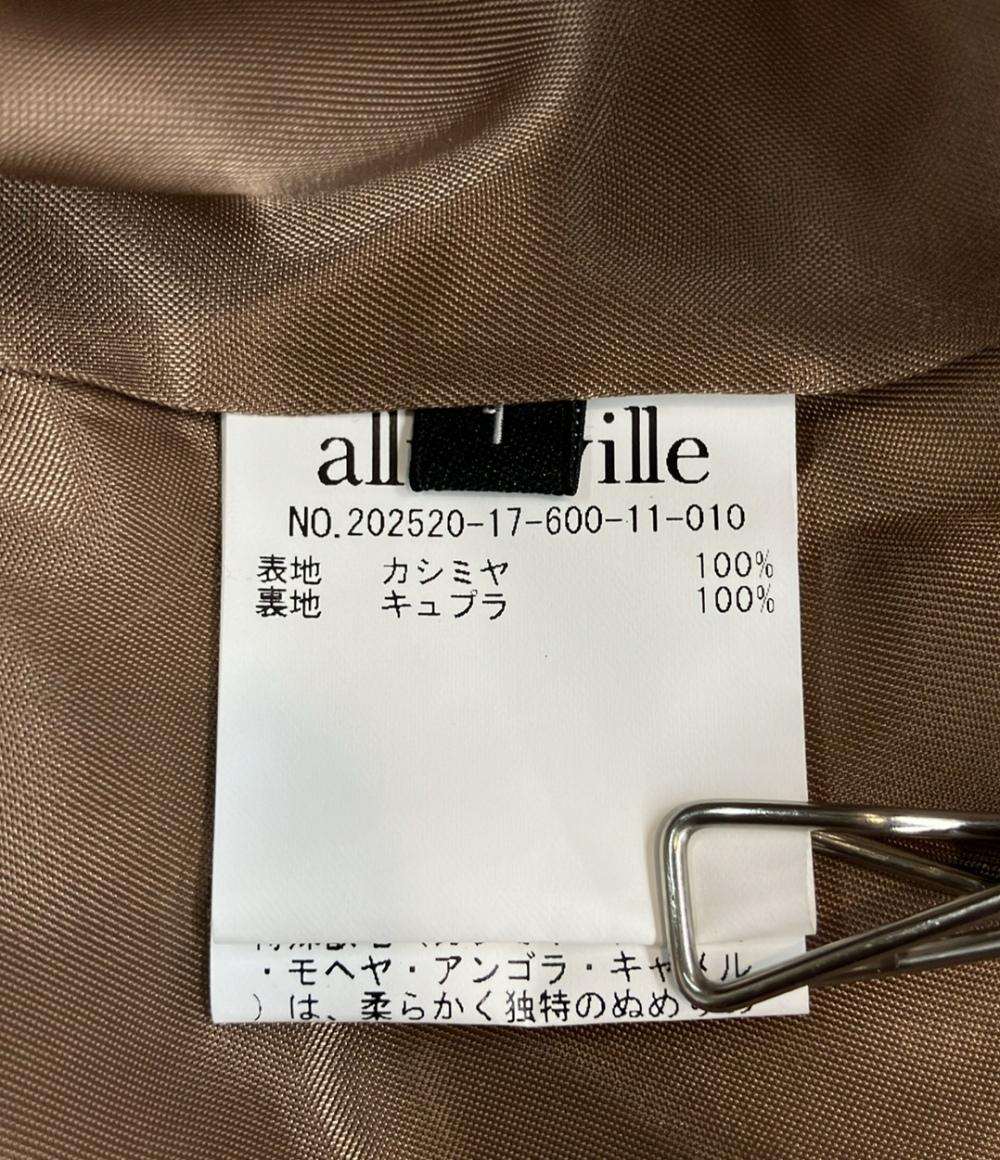 NO.202520-17-600-11-010
表地 カシミヤ 100%
裏地 キュプラ 100%
・モヘヤ・アンゴラ・キャメル
）は、柔らかく独特のぬめ